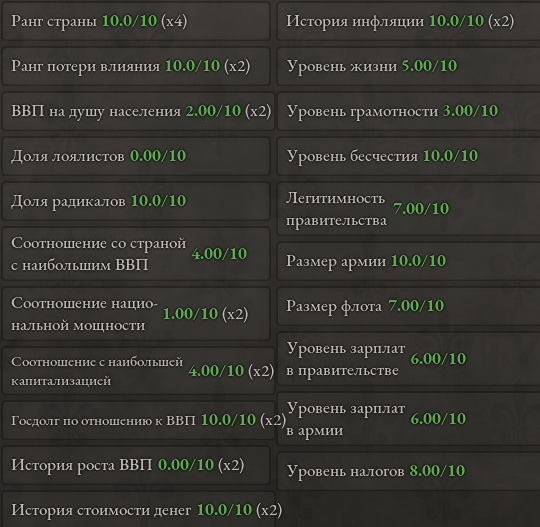 Ранг страны 10.0/10 (x4)
Ранг потери влияния 10.0/10 (x2)
ВВП на душу населения 2.00/10 (x2)
Доля лоялистов 0.00/10
Доля радикалов 10.0/10
Соотношение со страной
с наибольшим ВВП 4.00/10
Соотношение нацио-
нальной мощности 1.00/10 (x2)
Соотношение с наибольшей
капитализацией 4.00/10 (x2)
Госдолг по отношению к ВВП 10.0/10 (x2)
История роста ВВП 0.00/10 (x2)
История стоимости денег 10.0/10 (x2)
История инфляции 10.0/10 (x2)
Уровень жизни 5.00/10
Уровень грамотности 3.00/10
Уровень бесчестия 10.0/10
Легитимность
правительства 7.00/10
Размер армии 10.0/10
Размер флота 7.00/10
Уровень зарплат
в правительстве 6.00/10
Уровень зарплат
в армии 6.00/10
Уровень налогов 8.00/10